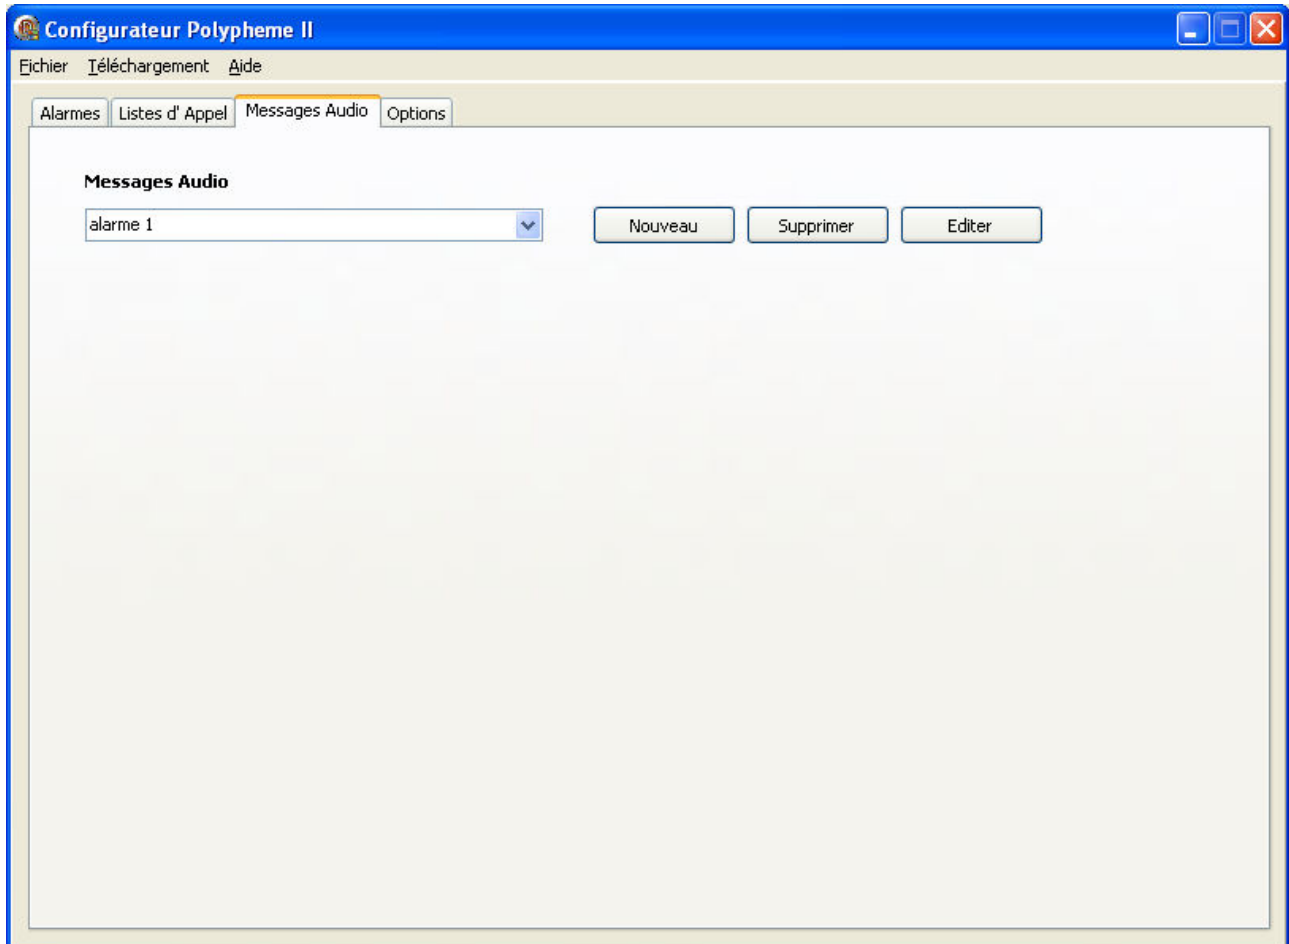 Configurateur Polypheme II
Fichier Téléchargement Aide
Alarmes Listes d' Appel Messages Audio Options
Messages Audio
alarme 1 Nouveau Supprimer Editer